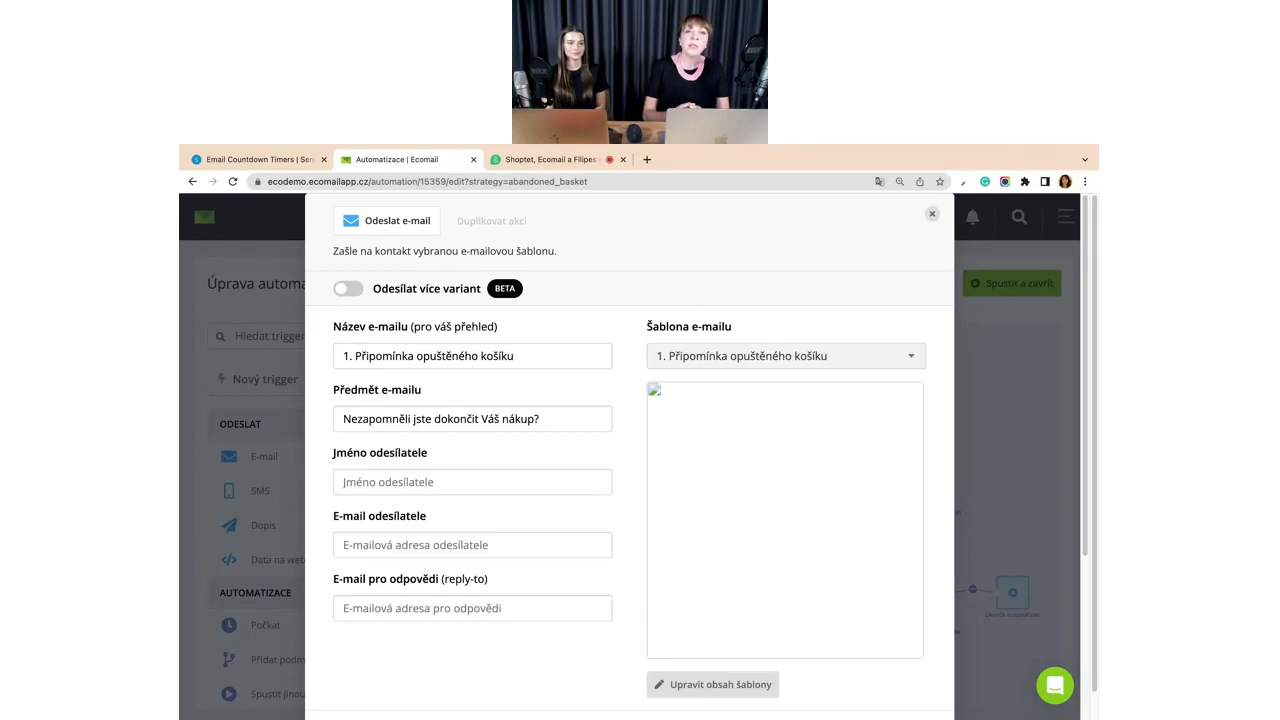 Email Countdown Timers | Sen
Automatizace | Ecomail
Shoptet, Ecomail a Filipes
ecodemo.ecomailapp.cz/automation/15359/edit?strategy=abandoned_basket
Odeslat e-mail
Duplikovat akci
Zašle na kontakt vybranou e-mailovou šablonu.
Úprava automa
Spustit a zavřít
Odesílat více variant BETA
Název e-mailu (pro váš přehled)
Šablona e-mailu
Hledat trigger
1. Připomínka opuštěného košíku
1. Připomínka opuštěného košíku
Nový trigger
Předmět e-mailu
Nezapomněli jste dokončit Váš nákup?
ODESLAT
E-mail
Jméno odesílatele
Jméno odesílatele
SMS
E-mail odesílatele
Dopis
E-mailová adresa odesílatele
Data na web
E-mail pro odpovědi (reply-to)
AUTOMATIZACE
E-mailová adresa pro odpovědi
Ukončit automatizaci
Počkat
Přidat podm
Upravit obsah šablony
Spustit jinou